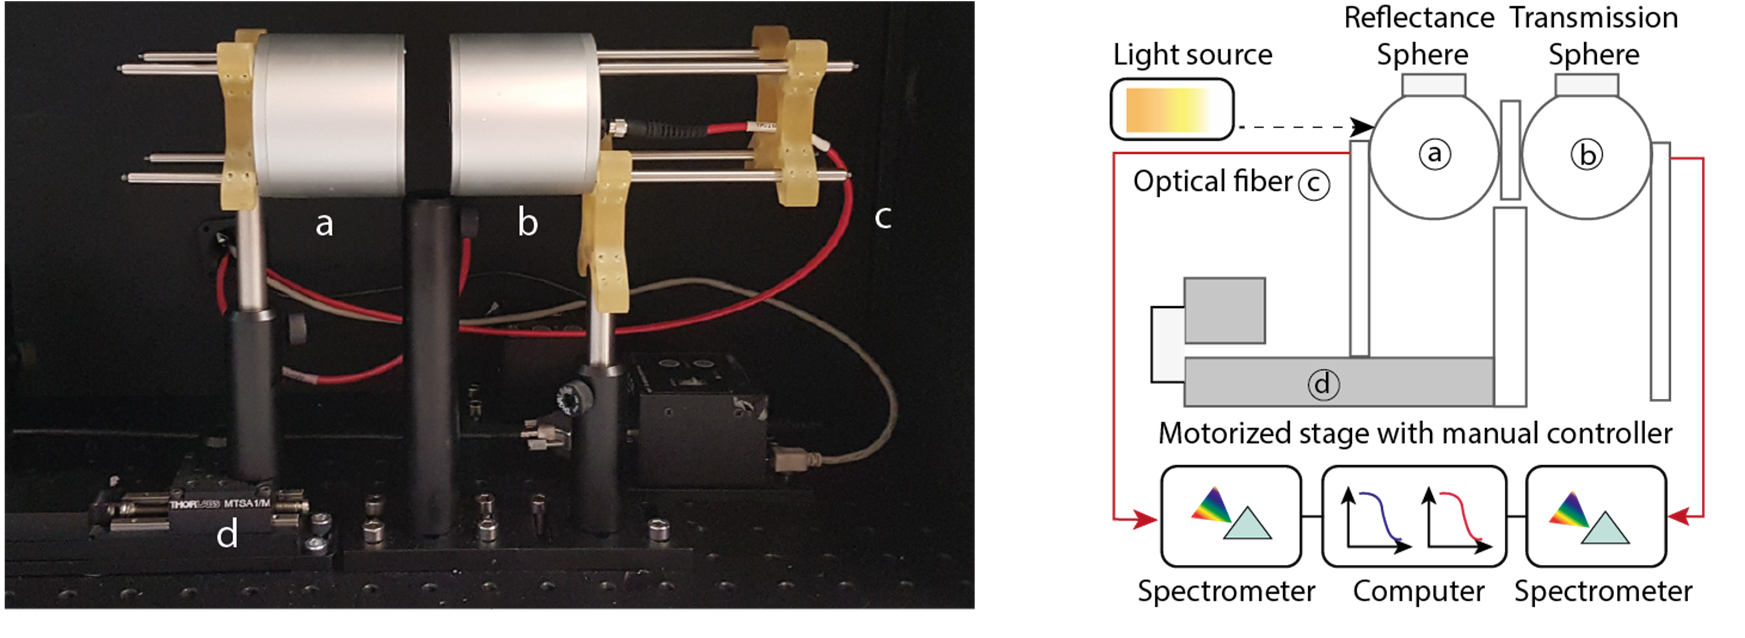 a
b
c
THORLABS MTSA1/M
d
Reflectance Transmission
Light source
Sphere
Sphere
a
b
Optical fiber c
d
Motorized stage with manual controller
Spectrometer
Computer
Spectrometer